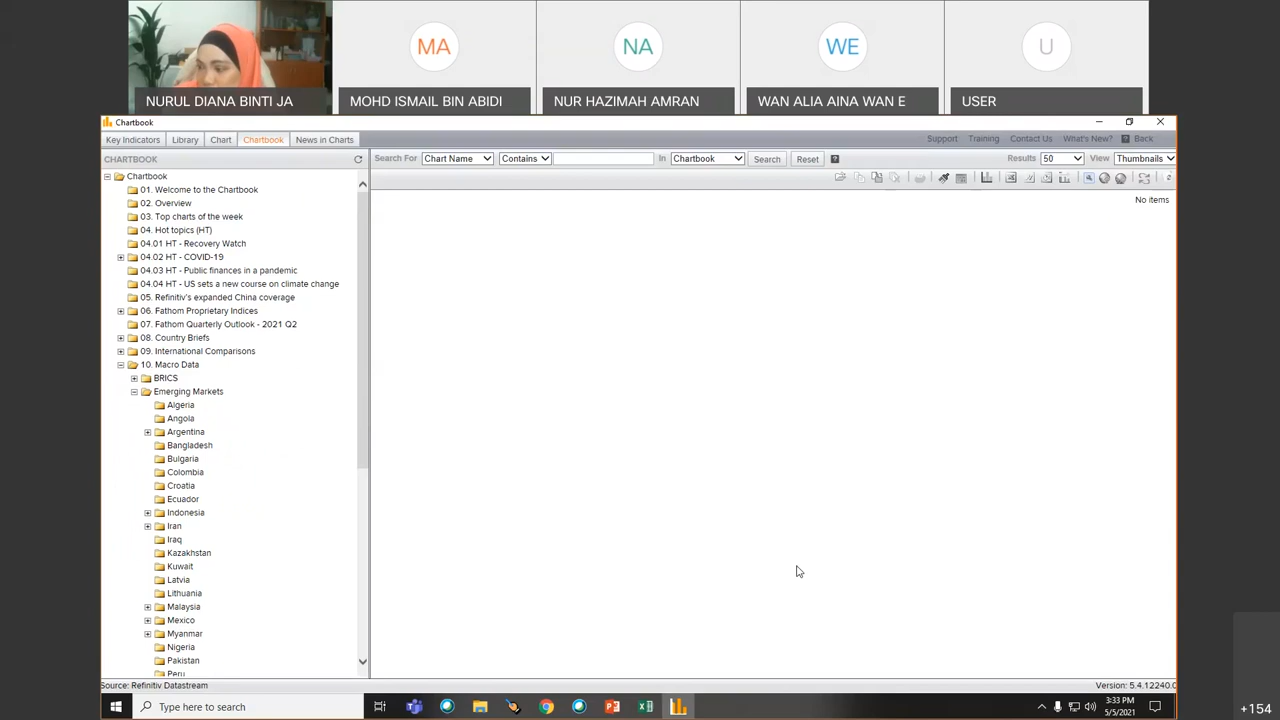 MA
NA
WE
U
NURUL DIANA BINTI JA
MOHD ISMAIL BIN ABIDI
NUR HAZIMAH AMRAN
WAN ALIA AINA WAN E
USER
Chartbook
Key Indicators
Library
Chart
Chartbook
News in Charts
Support
Training
Contact Us
What's New?
Back
CHARTBOOK
Search For
Chart Name
Contains
In
Chartbook
Search
Reset
Results
50
View
Thumbnails
No items
Chartbook
01. Welcome to the Chartbook
02. Overview
03. Top charts of the week
04. Hot topics (HT)
04.01 HT - Recovery Watch
04.02 HT - COVID-19
04.03 HT - Public finances in a pandemic
04.04 HT - US sets a new course on climate change
05. Refinitiv's expanded China coverage
06. Fathom Proprietary Indices
07. Fathom Quarterly Outlook - 2021 Q2
08. Country Briefs
09. International Comparisons
10. Macro Data
BRICS
Emerging Markets
Algeria
Angola
Argentina
Bangladesh
Bulgaria
Colombia
Croatia
Ecuador
Indonesia
Iran
Iraq
Kazakhstan
Kuwait
Latvia
Lithuania
Malaysia
Mexico
Myanmar
Nigeria
Pakistan
Peru
Source: Refinitiv Datastream
Version: 5.4.12240.0
Type here to search
3:33 PM
5/5/2021
+154